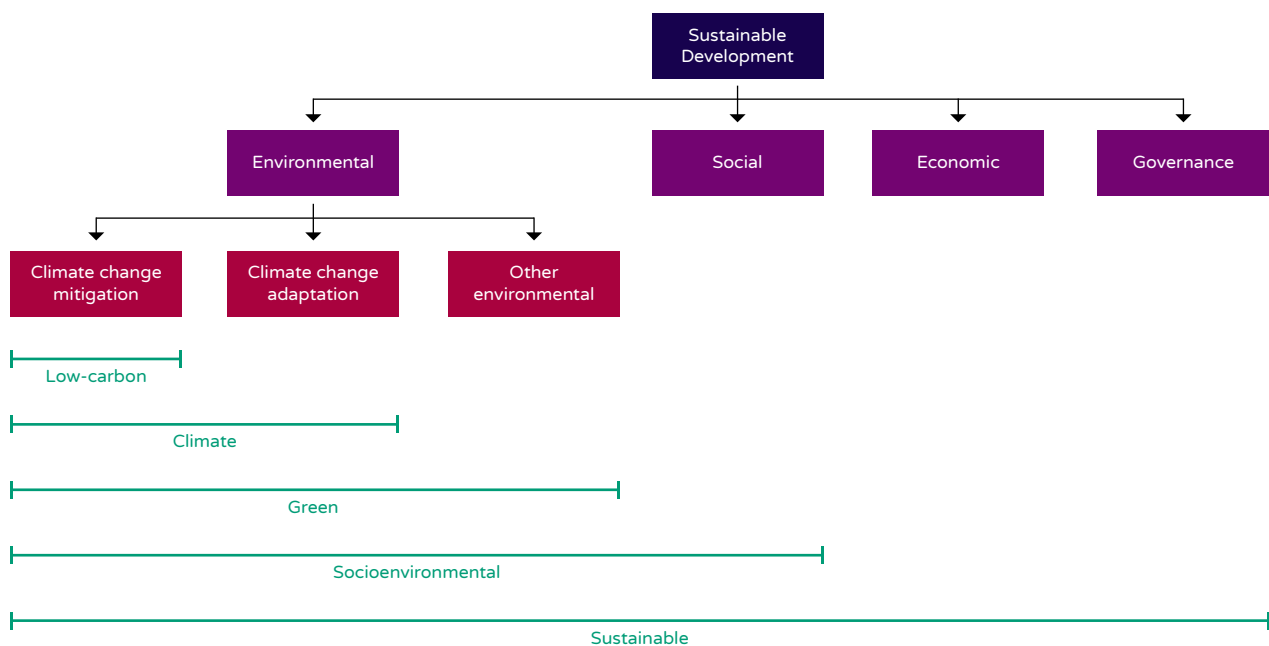 Sustainable
Development
Environmental
Social
Economic
Governance
Climate change
mitigation
Climate change
adaptation
Other
environmental
Low-carbon
Climate
Green
Socioenvironmental
Sustainable